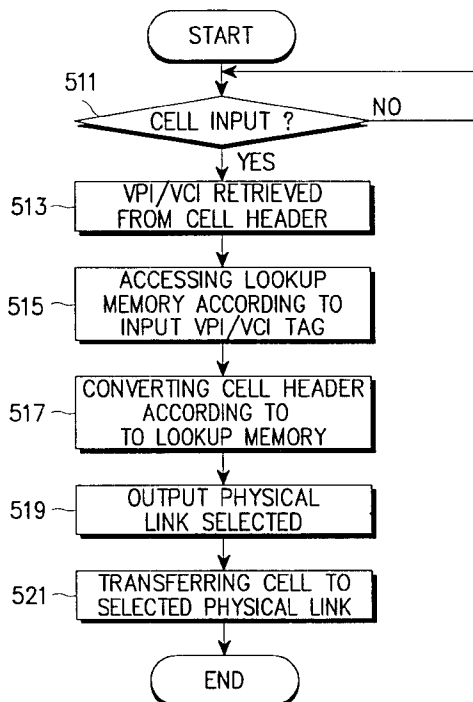 START
511
CELL INPUT ?
NO
YES
513
VPI/VCI RETRIEVED
FROM CELL HEADER
515
ACCESSING LOOKUP
MEMORY ACCORDING TO
INPUT VPI/VCI TAG
517
CONVERTING CELL HEADER
ACCORDING TO
TO LOOKUP MEMORY
519
OUTPUT PHYSICAL
LINK SELECTED
521
TRANSFERRING CELL TO
SELECTED PHYSICAL LINK
END